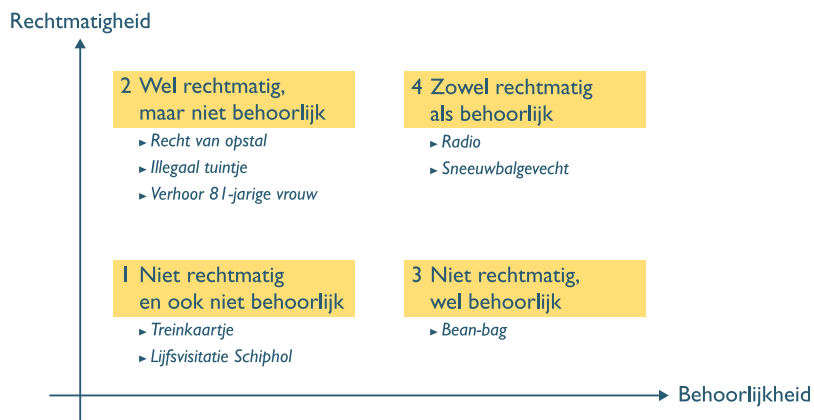 Rechtmatigheid
2 Wel rechtmatig,
maar niet behoorlijk
▸ Recht van opstal
▸ Illegaal tuintje
▸ Verhoor 81-jarige vrouw
4 Zowel rechtmatig
als behoorlijk
▸ Radio
▸ Sneeuwbalgevecht
1 Niet rechtmatig
en ook niet behoorlijk
▸ Treinkaartje
▸ Lijfsvisitatie Schiphol
3 Niet rechtmatig,
wel behoorlijk
▸ Bean-bag
Behoorlijkheid